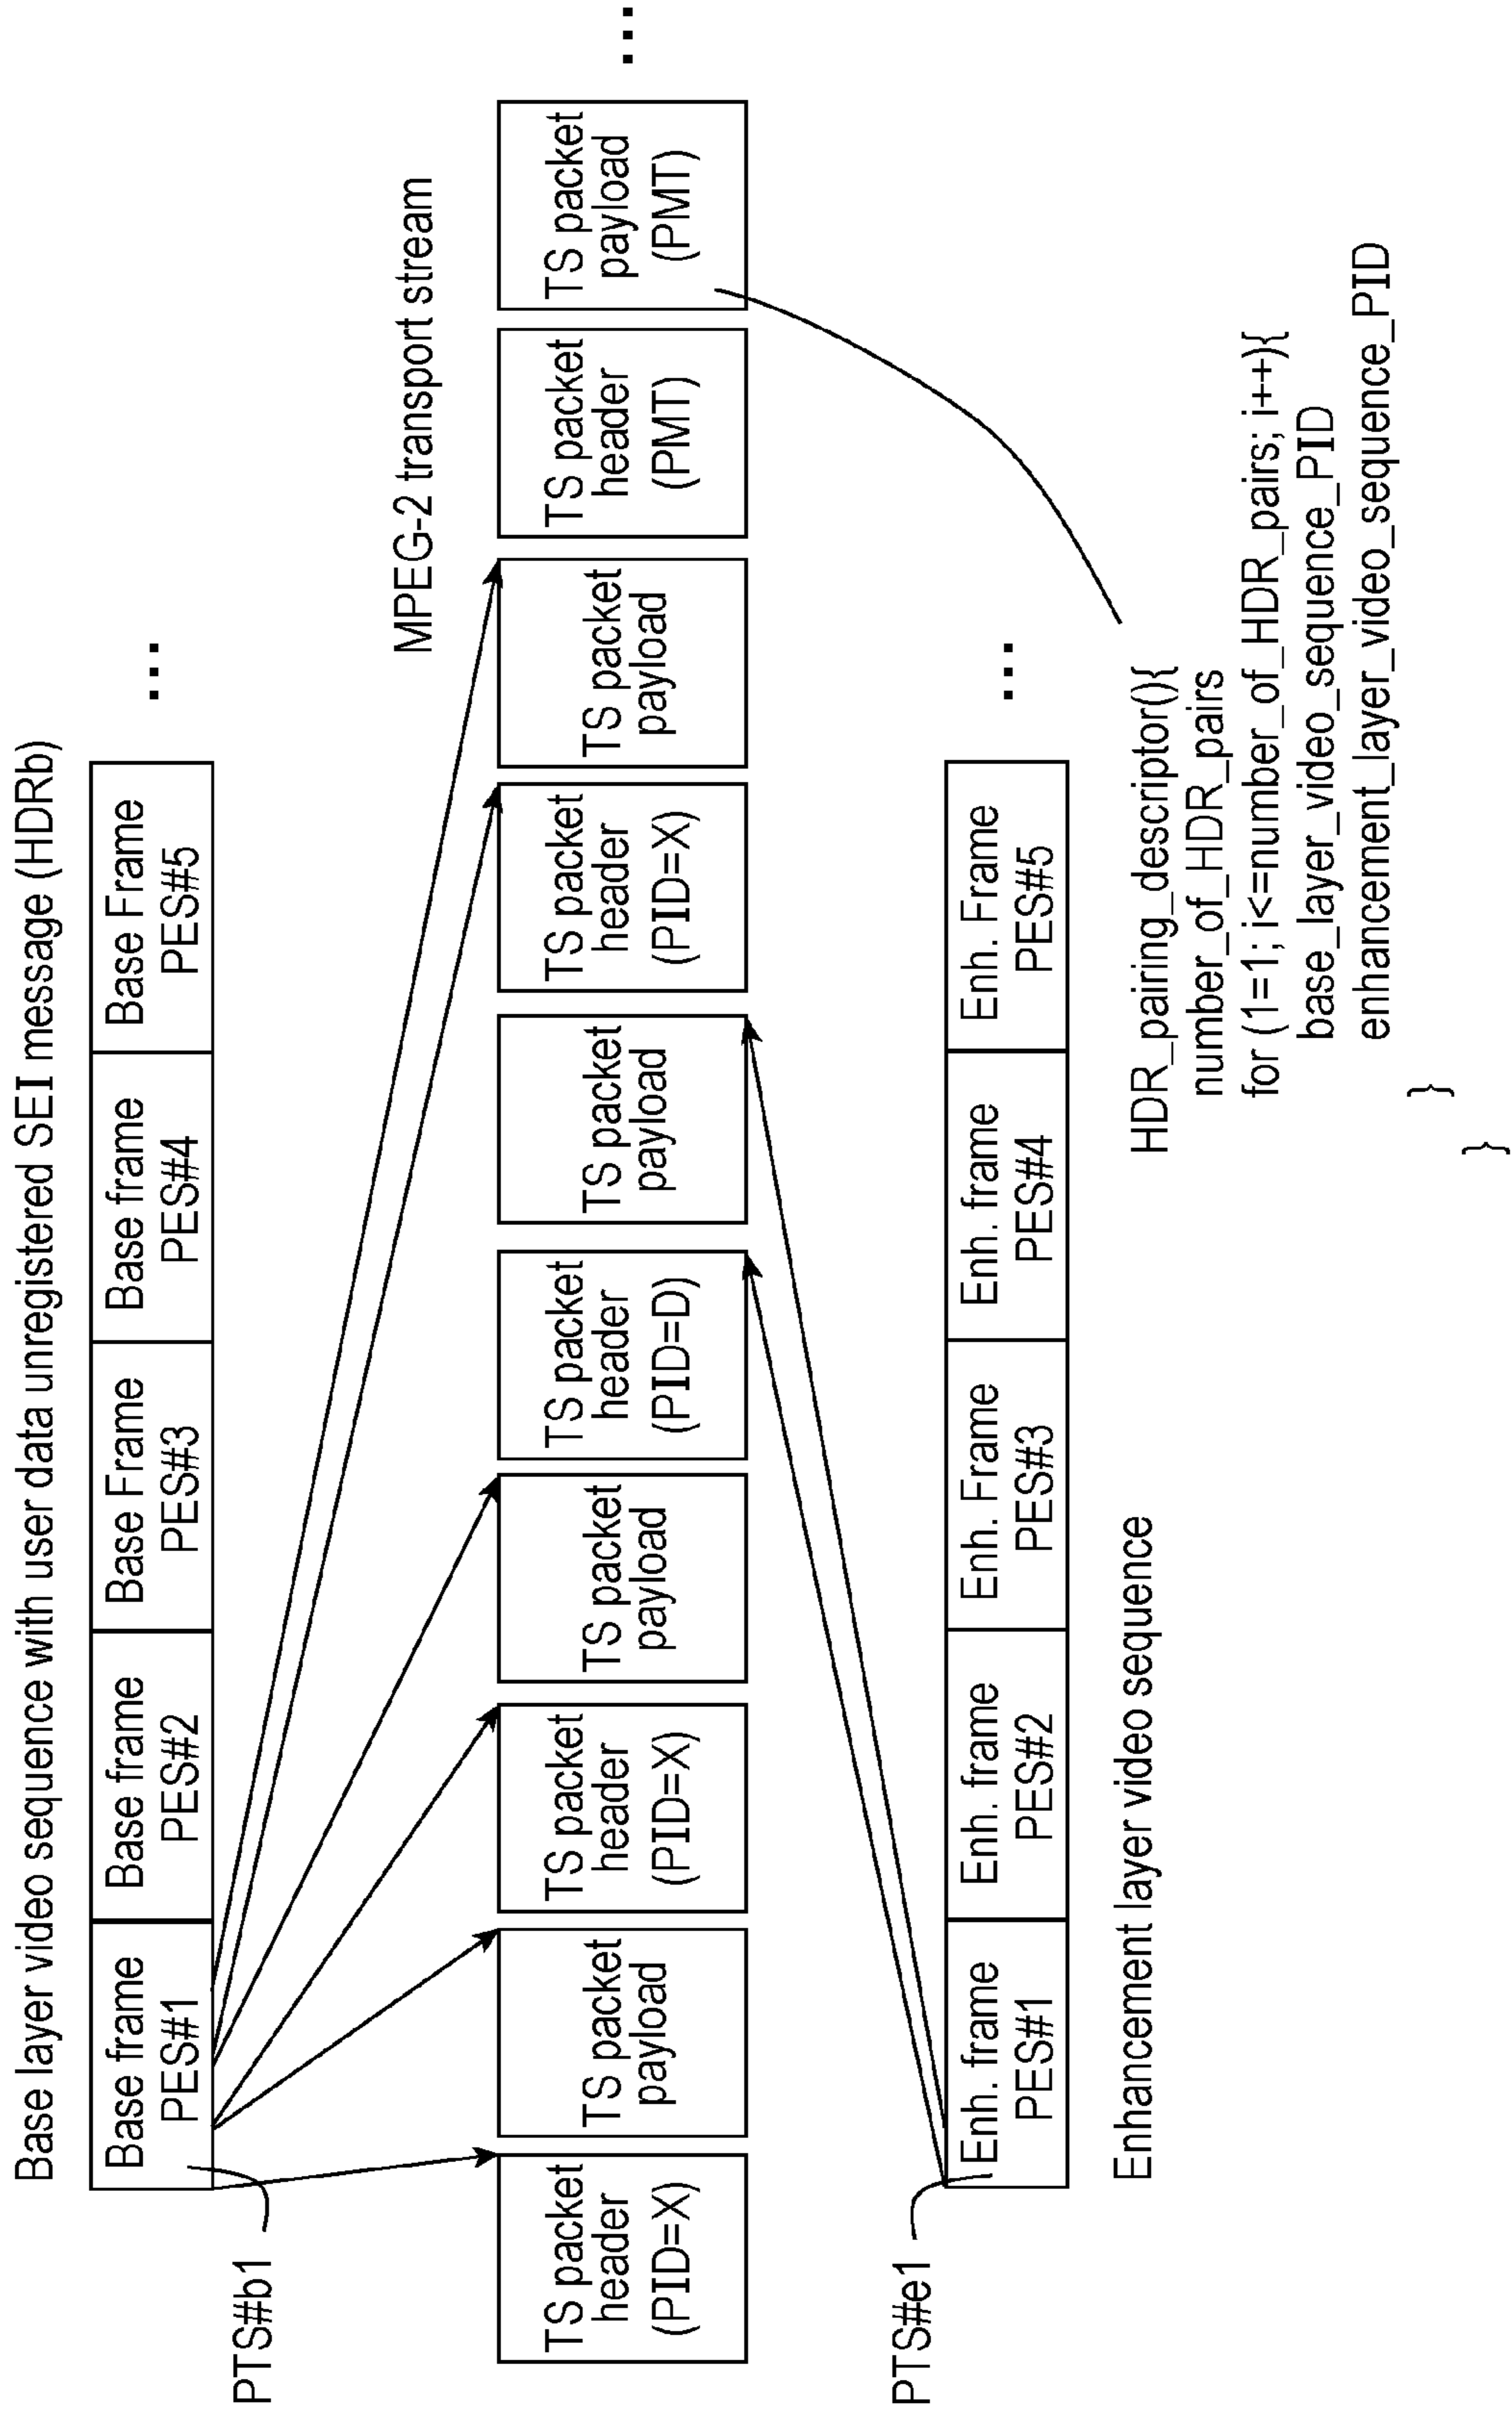 Base layer video sequence with user data unregistered SEI message (HDRb)
Base frame
PES#1
Base frame
PES#2
Base Frame
PES#3
Base frame
PES#4
Base Frame
PES#5
...
PTS#b1
MPEG-2 transport stream
TS packet
header
(PID=X)
TS packet
payload
TS packet
header
(PID=X)
TS packet
payload
TS packet
header
(PID=D)
TS packet
payload
TS packet
header
(PID=X)
TS packet
payload
TS packet
header
(PMT)
TS packet
payload
(PMT)
...
PTS#e1
Enh. frame
PES#1
Enh. frame
PES#2
Enh. Frame
PES#3
Enh. frame
PES#4
Enh. Frame
PES#5
...
Enhancement layer video sequence
HDR_pairing_descriptor(){
number_of_HDR_pairs
for (1=1; i<=number_of_HDR_pairs; i++){
base_layer_video_sequence_PID
enhancement_layer_video_sequence_PID
}
}